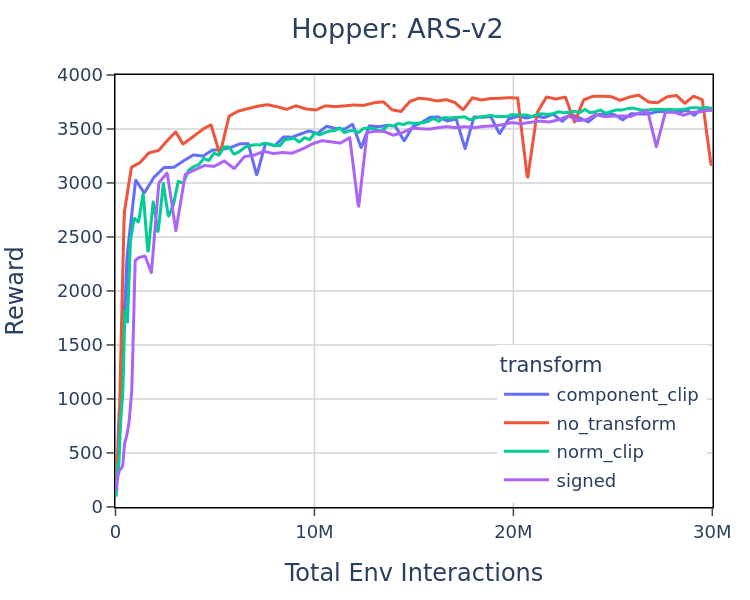 Hopper: ARS-v2
4000
3500
3000
2500
2000
1500
1000
500
0
Reward
transform
component_clip
no_transform
norm_clip
signed
0
10M
20M
30M
Total Env Interactions